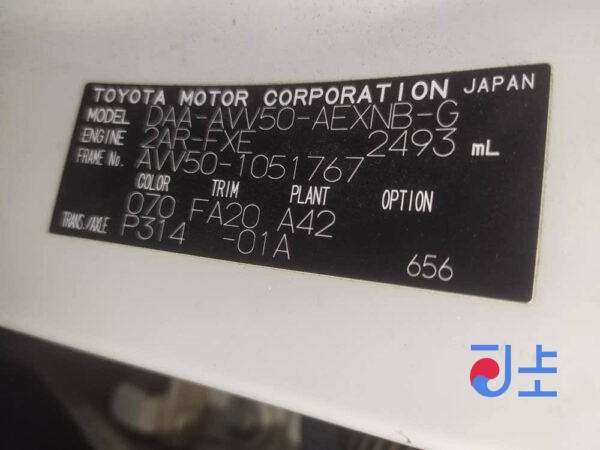 TOYOTA MOTOR CORPORATION JAPAN
MODEL DAA-AVV50-AEXNB-G
ENGINE 2AR-FXE 2493 mL
FRAME No. AVV50-1051767
COLOR TRIM PLANT OPTION
070 FA20 A42
TRANS./AXLE P314 -01A
656